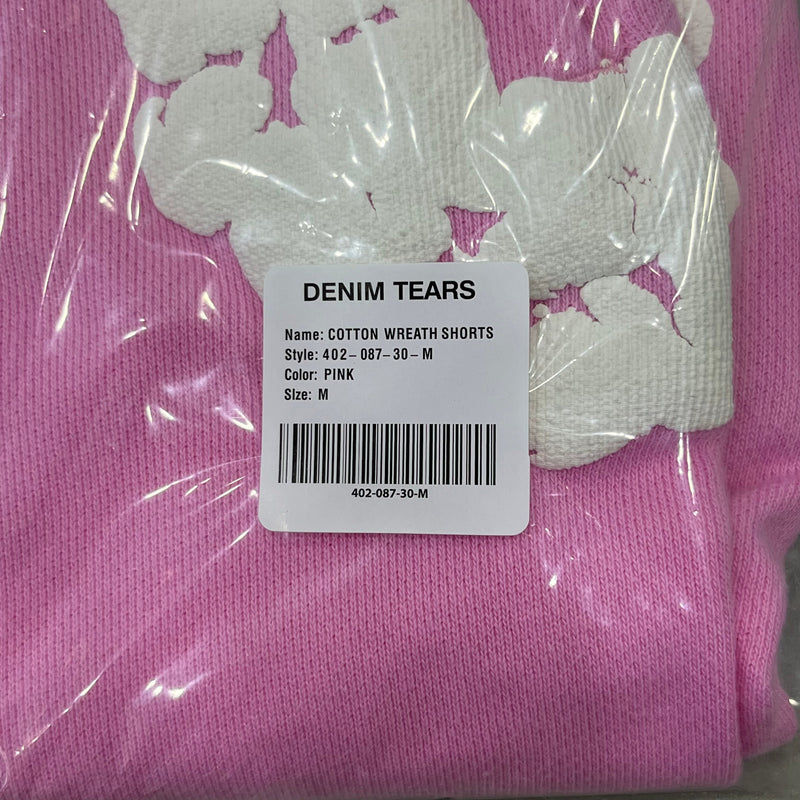 DENIM TEARS
Name: COTTON WREATH SHORTS
Style: 402-087-30-M
Color: PINK
Size: M
402-087-30-M